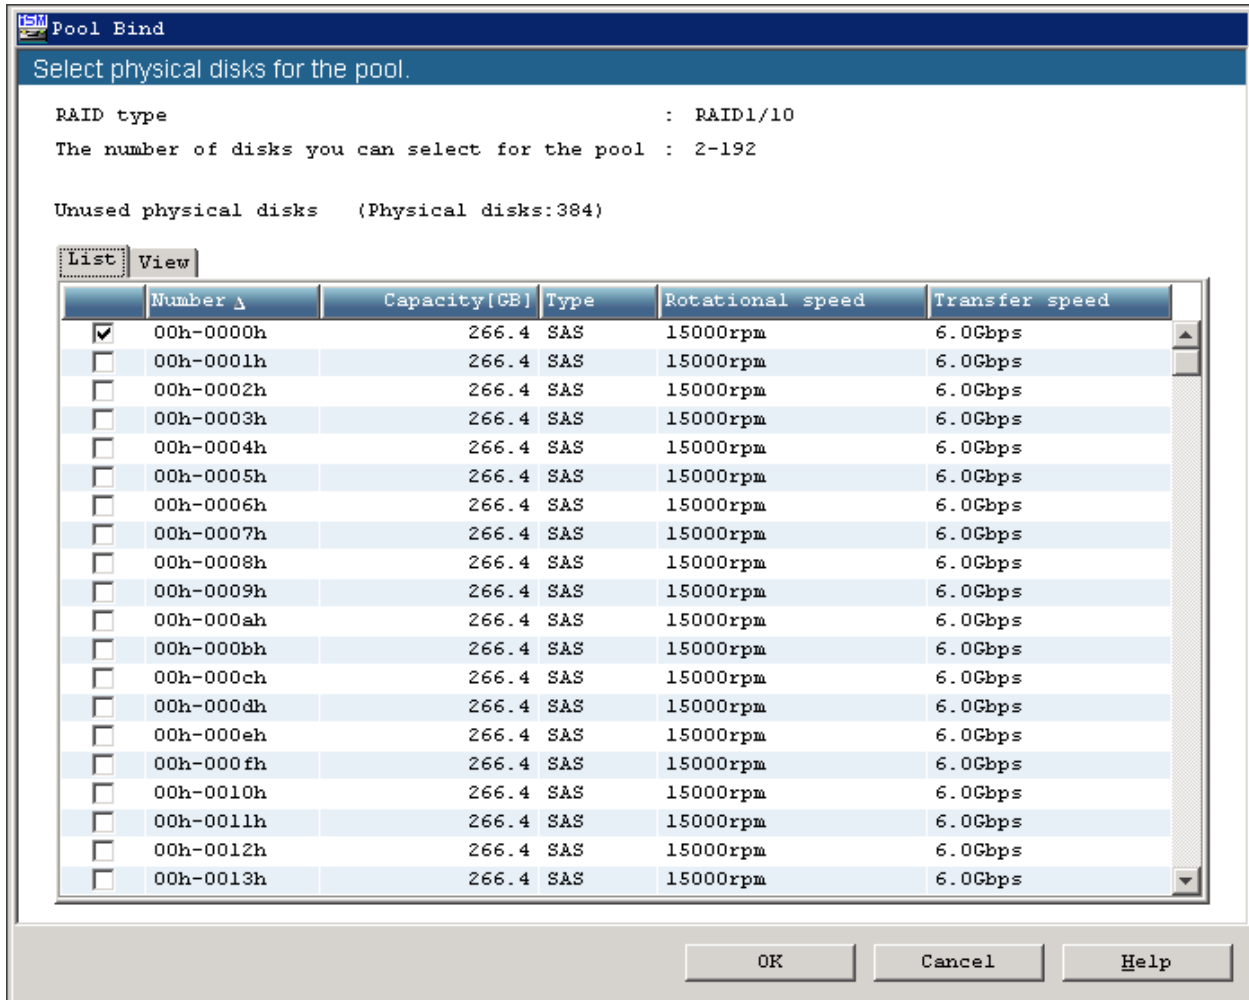 iSM Pool Bind
Select physical disks for the pool.
RAID type : RAID1/10
The number of disks you can select for the pool : 2-192
Unused physical disks (Physical disks:384)
List View
Number Δ Capacity[GB] Type Rotational speed Transfer speed
00h-0000h 266.4 SAS 15000rpm 6.0Gbps
00h-0001h 266.4 SAS 15000rpm 6.0Gbps
00h-0002h 266.4 SAS 15000rpm 6.0Gbps
00h-0003h 266.4 SAS 15000rpm 6.0Gbps
00h-0004h 266.4 SAS 15000rpm 6.0Gbps
00h-0005h 266.4 SAS 15000rpm 6.0Gbps
00h-0006h 266.4 SAS 15000rpm 6.0Gbps
00h-0007h 266.4 SAS 15000rpm 6.0Gbps
00h-0008h 266.4 SAS 15000rpm 6.0Gbps
00h-0009h 266.4 SAS 15000rpm 6.0Gbps
00h-000ah 266.4 SAS 15000rpm 6.0Gbps
00h-000bh 266.4 SAS 15000rpm 6.0Gbps
00h-000ch 266.4 SAS 15000rpm 6.0Gbps
00h-000dh 266.4 SAS 15000rpm 6.0Gbps
00h-000eh 266.4 SAS 15000rpm 6.0Gbps
00h-000fh 266.4 SAS 15000rpm 6.0Gbps
00h-0010h 266.4 SAS 15000rpm 6.0Gbps
00h-0011h 266.4 SAS 15000rpm 6.0Gbps
00h-0012h 266.4 SAS 15000rpm 6.0Gbps
00h-0013h 266.4 SAS 15000rpm 6.0Gbps
OK Cancel Help